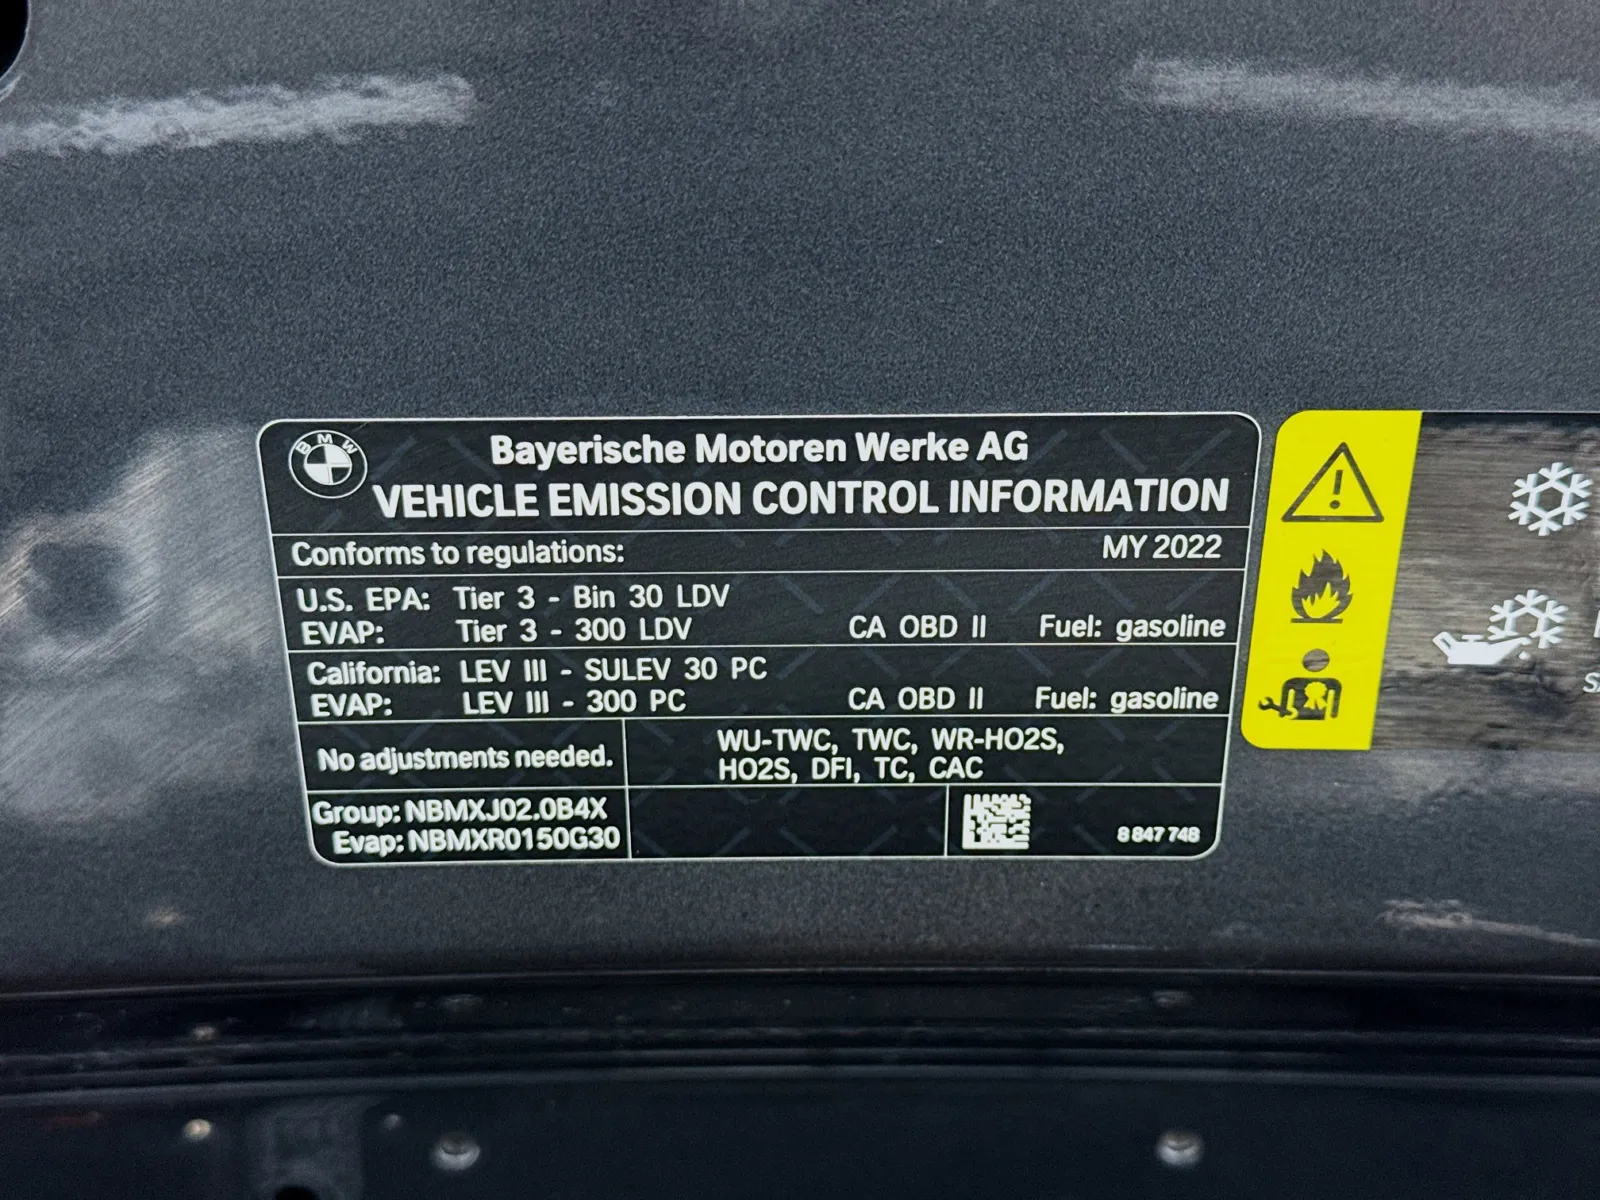 BMW
Bayerische Motoren Werke AG
VEHICLE EMISSION CONTROL INFORMATION
Conforms to regulations: MY 2022
U.S. EPA: Tier 3 - Bin 30 LDV
EVAP: Tier 3 - 300 LDV CA OBD II Fuel: gasoline
California: LEV III - SULEV 30 PC
EVAP: LEV III - 300 PC CA OBD II Fuel: gasoline
No adjustments needed.
WU-TWC, TWC, WR-HO2S,
HO2S, DFI, TC, CAC
Group: NBMXJ02.0B4X
Evap: NBMXR0150G30
8 847 748